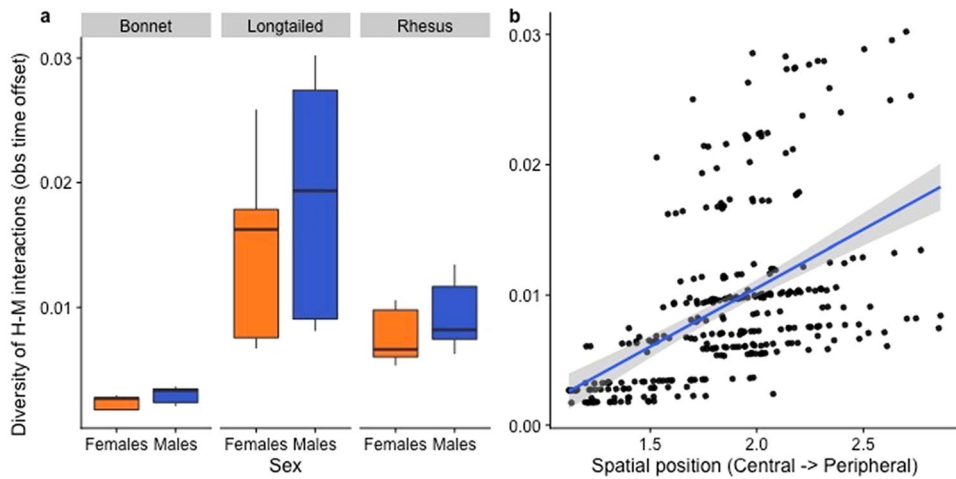 a
Bonnet
Longtailed
Rhesus
Diversity of H-M interactions (obs time offset)
0.03
0.02
0.01
Females Males
Females Males
Females Males
Sex
b
0.03
0.02
0.01
0.00
1.5
2.0
2.5
Spatial position (Central -> Peripheral)